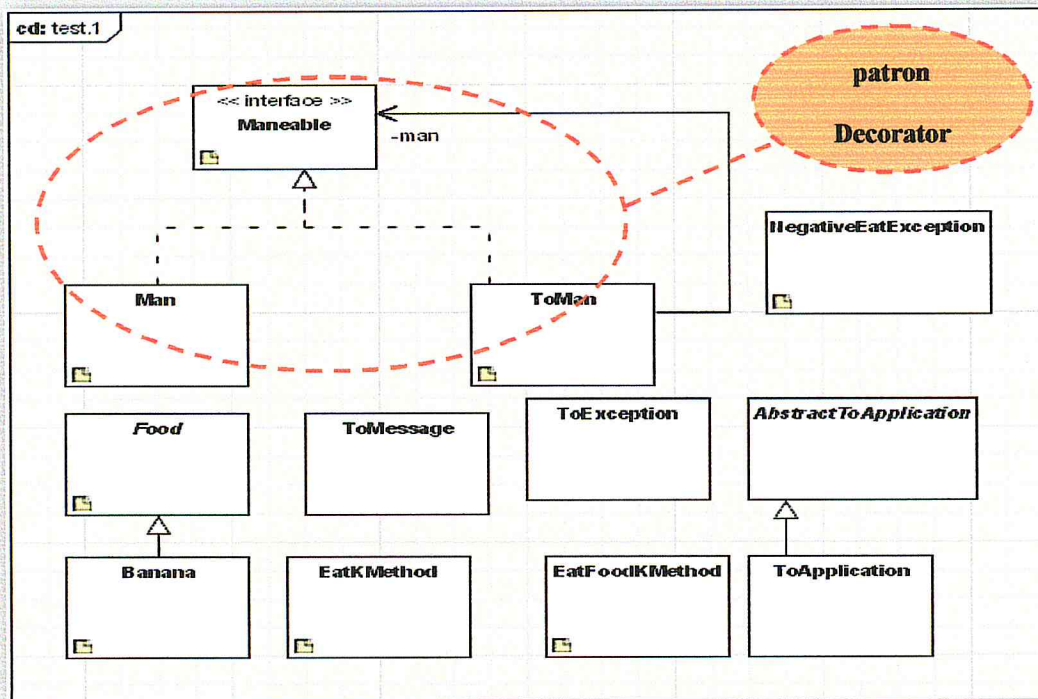 cd: test.1
patron
Decorator
<< interface >>
Maneable
-man
NegativeEatException
Man
ToMan
Food
ToMessage
ToException
AbstractToApplication
Banana
EatKMethod
EatFoodKMethod
ToApplication